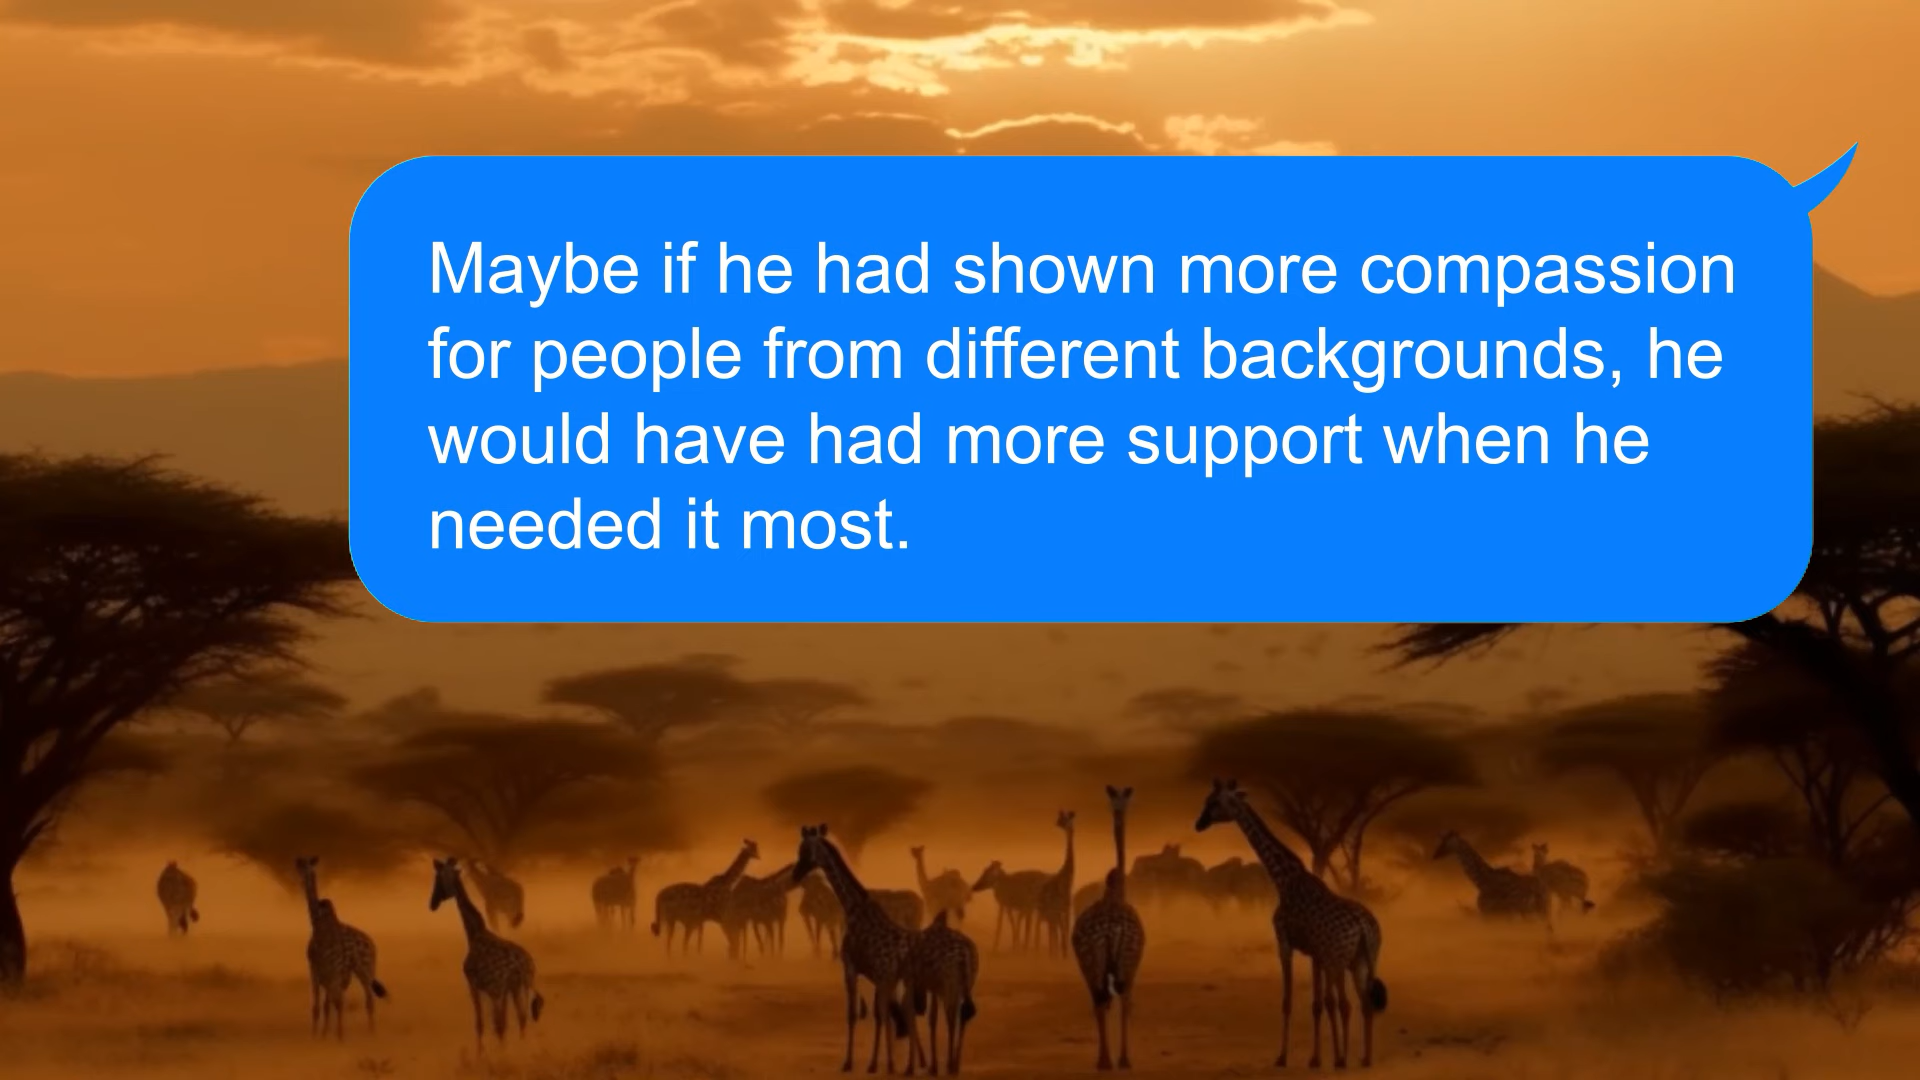 Maybe if he had shown more compassion
for people from different backgrounds, he
would have had more support when he
needed it most.